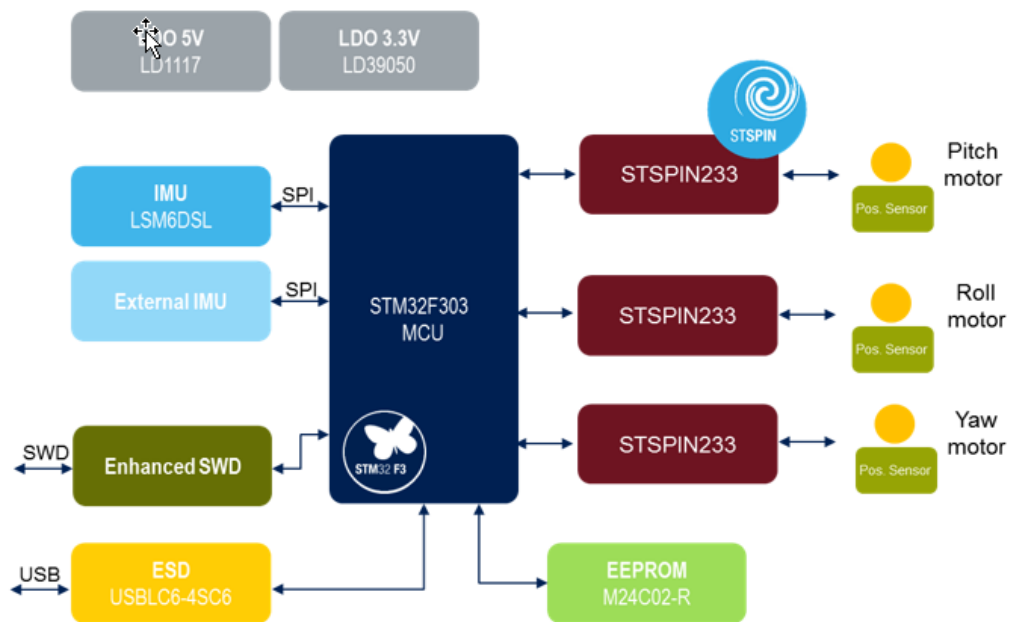 LDO 3.3V
5V
LD1117
LD39050
STSPIN
STSPIN233
Pitch
motor
Pos. Sensor
IMU
LSM6DSL
SPI
External IMU
SPI
STM32F303
MCU
STSPIN233
Roll
motor
Pos. Sensor
STM32 F3
STSPIN233
Yaw
motor
Pos. Sensor
SWD
Enhanced SWD
USB
ESD
USBLC6-4SC6
EEPROM
M24C02-R